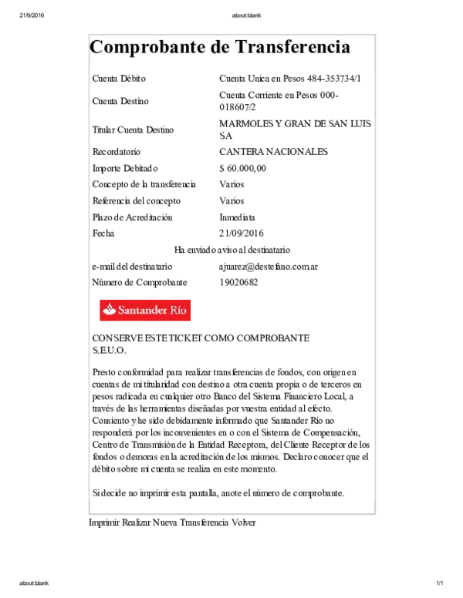 21/9/2016 about:blank
Comprobante de Transferencia
Cuenta Débito Cuenta Unica en Pesos 484-353734/1
Cuenta Destino Cuenta Corriente en Pesos 000-
018607/2
Titular Cuenta Destino MARMOLES Y GRAN DE SAN LUIS
SA
Recordatorio CANTERA NACIONALES
Importe Debitado $ 60.000,00
Concepto de la transferencia Varios
Referencia del concepto Varios
Plazo de Acreditación Inmediata
Fecha 21/09/2016
Ha enviado aviso al destinatario
e-mail del destinatario ajuarez@destefano.com.ar
Número de Comprobante 19020682
Santander Río
CONSERVE ESTE TICKET COMO COMPROBANTE
S.E.U.O.
Presto conformidad para realizar transferencias de fondos, con origen en
cuentas de mi titularidad con destino a otra cuenta propia o de terceros en
pesos radicada en cualquier otro Banco del Sistema Financiero Local, a
través de las herramientas diseñadas por vuestra entidad al efecto.
Consiento y he sido debidamente informado que Santander Río no
responderá por los inconvenientes en o con el Sistema de Compensación,
Centro de Transmisión de la Entidad Receptora, del Cliente Receptor de los
fondos o demoras en la acreditación de los mismos. Declaro conocer que el
débito sobre mi cuenta se realiza en este momento.
Si decide no imprimir esta pantalla, anote el número de comprobante.
Imprimir Realizar Nueva Transferencia Volver
about:blank 1/1